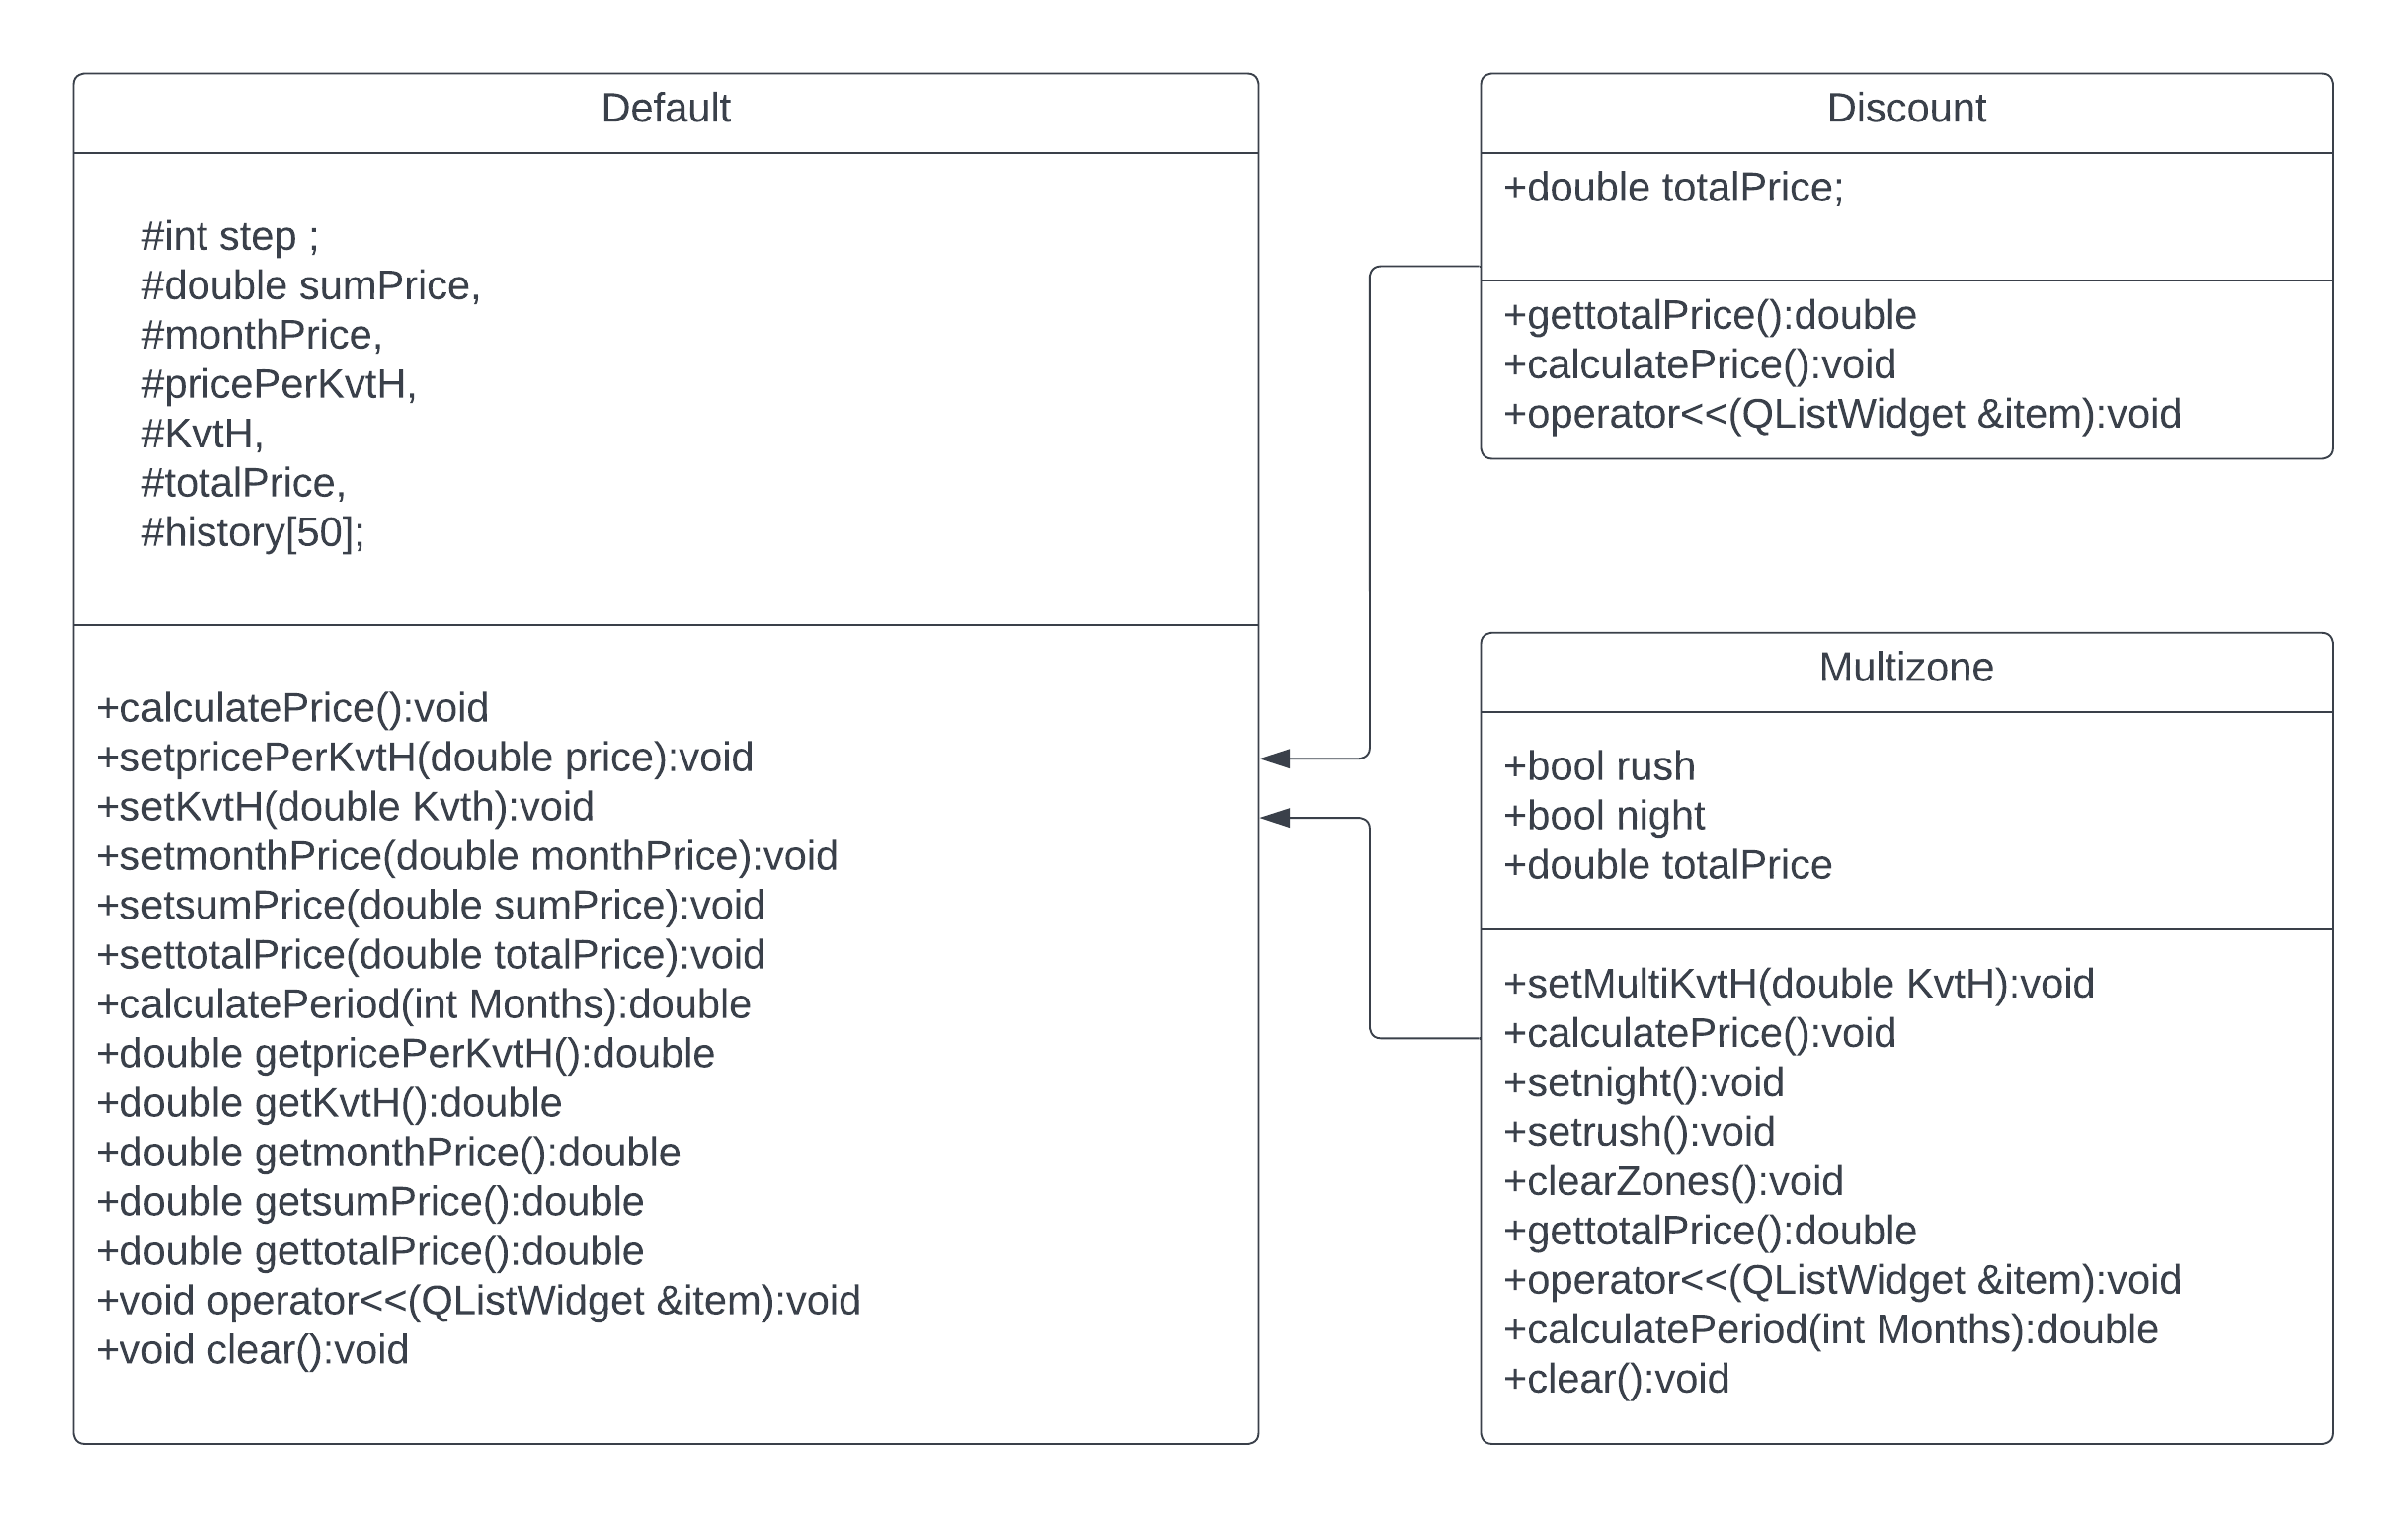 Default
#int step ;
#double sumPrice,
#monthPrice,
#pricePerKvtH,
#KvtH,
#totalPrice,
#history[50];
+calculatePrice():void
+setpricePerKvtH(double price):void
+setKvtH(double Kvth):void
+setmonthPrice(double monthPrice):void
+setsumPrice(double sumPrice):void
+settotalPrice(double totalPrice):void
+calculatePeriod(int Months):double
+double getpricePerKvtH():double
+double getKvtH():double
+double getmonthPrice():double
+double getsumPrice():double
+double gettotalPrice():double
+void operator<<(QListWidget &item):void
+void clear():void
Discount
+double totalPrice;
+gettotalPrice():double
+calculatePrice():void
+operator<<(QListWidget &item):void
Multizone
+bool rush
+bool night
+double totalPrice
+setMultiKvtH(double KvtH):void
+calculatePrice():void
+setnight():void
+setrush():void
+clearZones():void
+gettotalPrice():double
+operator<<(QListWidget &item):void
+calculatePeriod(int Months):double
+clear():void